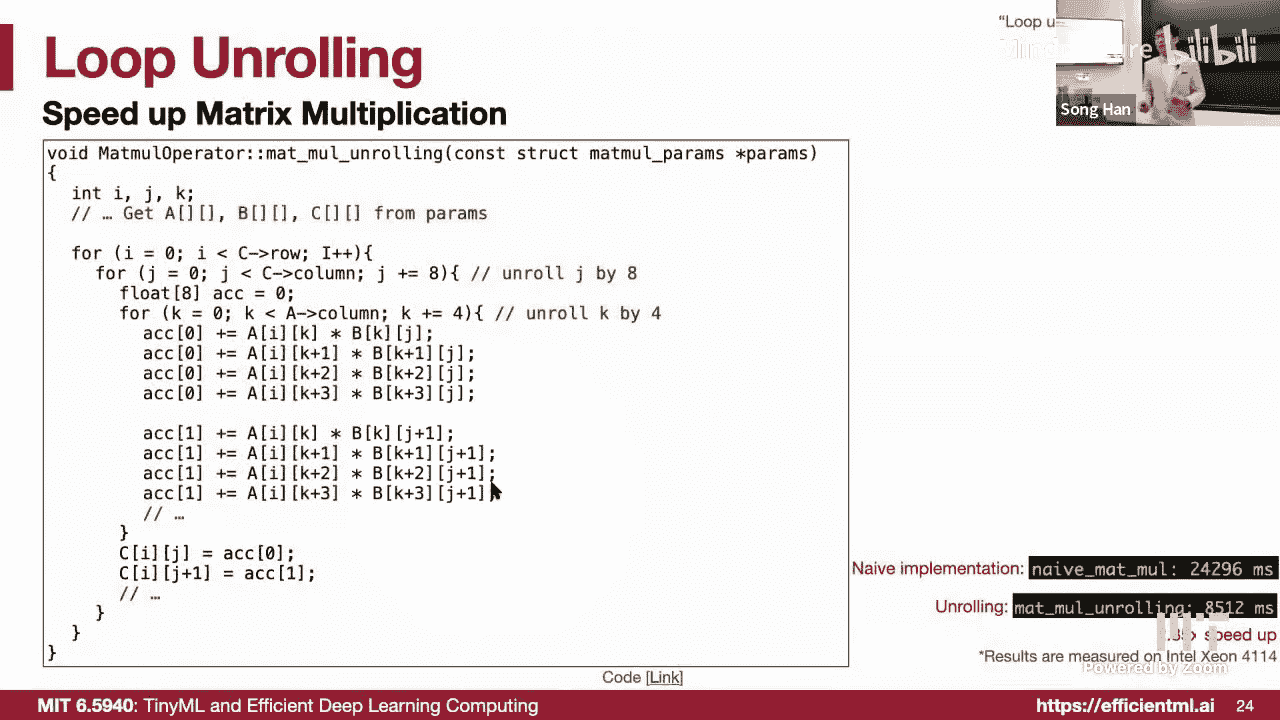 Loop Unrolling
“Loop u
bilibili
Song Han
Speed up Matrix Multiplication
void MatmulOperator::mat_mul_unrolling(const struct matmul_params *params)
{
int i, j, k;
// … Get A[][], B[][], C[][] from params
for (i = 0; i < C->row; I++){
for (j = 0; j < C->column; j += 8){ // unroll j by 8
float[8] acc = 0;
for (k = 0; k < A->column; k += 4){ // unroll k by 4
acc[0] += A[i][k] * B[k][j];
acc[0] += A[i][k+1] * B[k+1][j];
acc[0] += A[i][k+2] * B[k+2][j];
acc[0] += A[i][k+3] * B[k+3][j];
acc[1] += A[i][k] * B[k][j+1];
acc[1] += A[i][k+1] * B[k+1][j+1];
acc[1] += A[i][k+2] * B[k+2][j+1];
acc[1] += A[i][k+3] * B[k+3][j+1];
// …
}
C[i][j] = acc[0];
C[i][j+1] = acc[1];
// …
}
}
}
Naive implementation: naive_mat_mul: 24296 ms
Unrolling: mat_mul_unrolling: 8512 ms
speed up
*Results are measured on Intel Xeon 4114
MIT
Powered by Zoom
Code [Link]
MIT 6.5940: TinyML and Efficient Deep Learning Computing
https://efficientml.ai
24